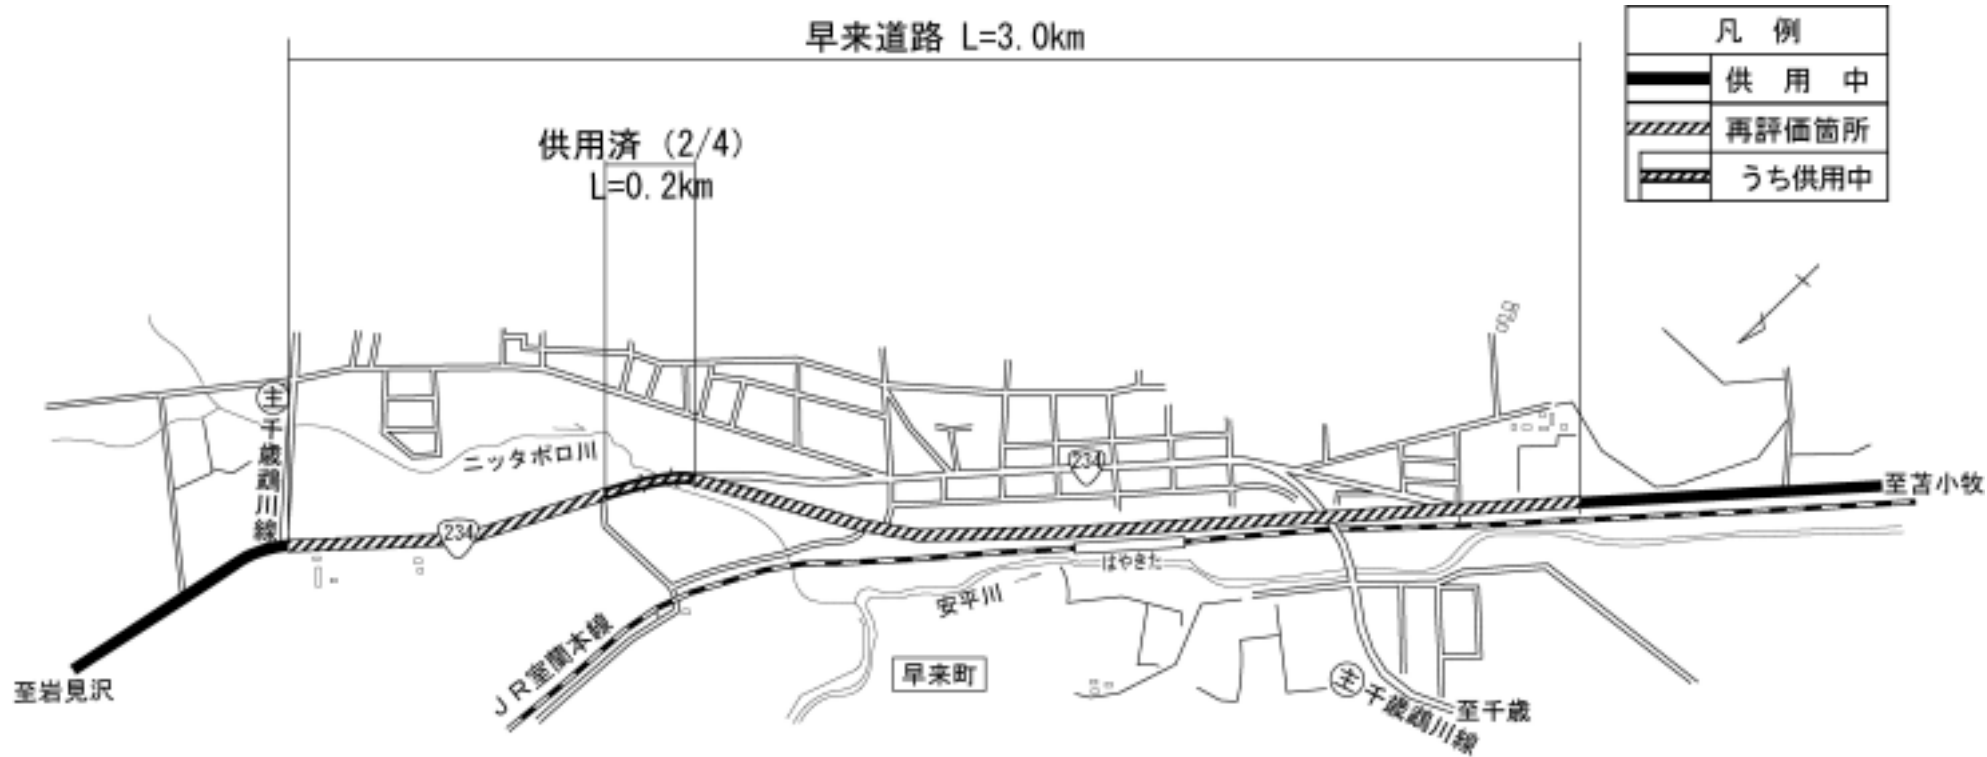 早来道路 L=3.0km
凡 例
供 用 中
再評価箇所
うち供用中
供用済 (2/4)
L=0.2km
主
千歳鵡川線
ニッタポロ川
234
234
至苫小牧
はやきた
安平川
JR室蘭本線
早来町
至岩見沢
主
千歳鵡川線
至千歳